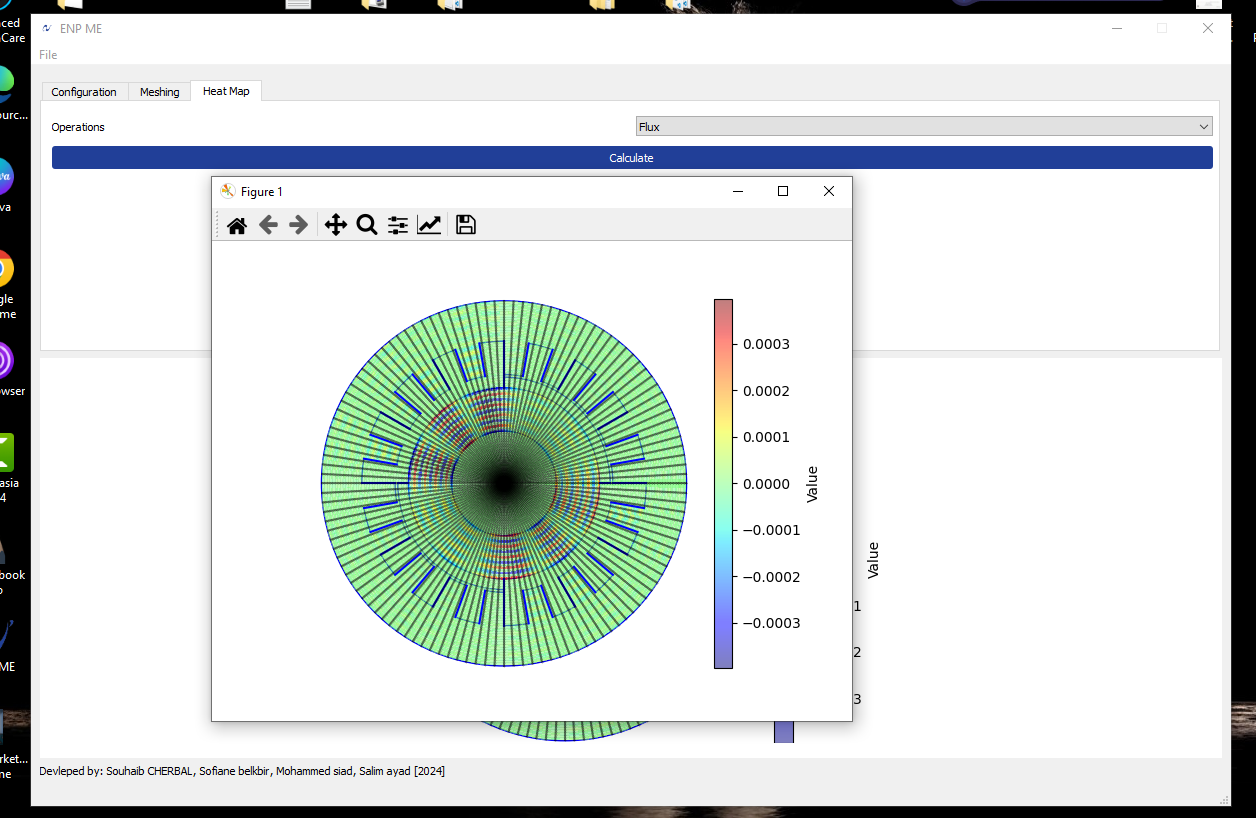 ENP ME
File
Configuration
Meshing
Heat Map
Operations
Flux
Calculate
Figure 1
0.0003
0.0002
0.0001
0.0000
−0.0001
−0.0002
−0.0003
Value
Value
1
2
3
Devleped by: Souhaib CHERBAL, Sofiane belkbir, Mohammed siad, Salim ayad [2024]
ced
Care
ourc...
va
gle
me
owser
asia
4
book
ME
rket...
ne